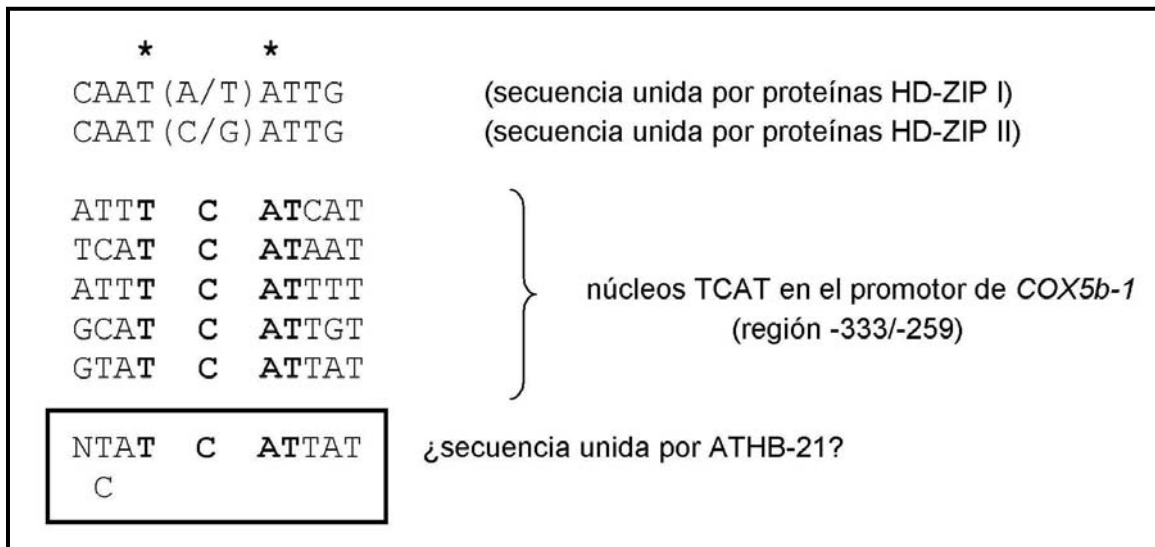 * *
CAAT(A/T)ATTG (secuencia unida por proteínas HD-ZIP I)
CAAT(C/G)ATTG (secuencia unida por proteínas HD-ZIP II)
ATTT C ATCAT
TCAT C ATAAT
ATTT C ATTTT
GCAT C ATTGT
GTAT C ATTAT
núcleos TCAT en el promotor de COX5b-1
(región -333/-259)
NTAT C ATTAT ¿secuencia unida por ATHB-21?
C